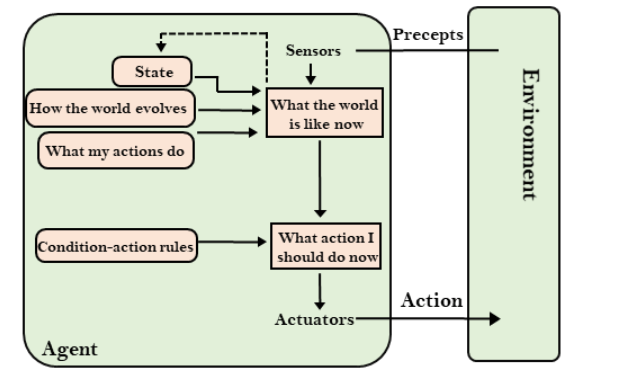 Sensors
Precepts
State
How the world evolves
What the world
is like now
What my actions do
Environment
Condition-action rules
What action I
should do now
Action
Actuators
Agent